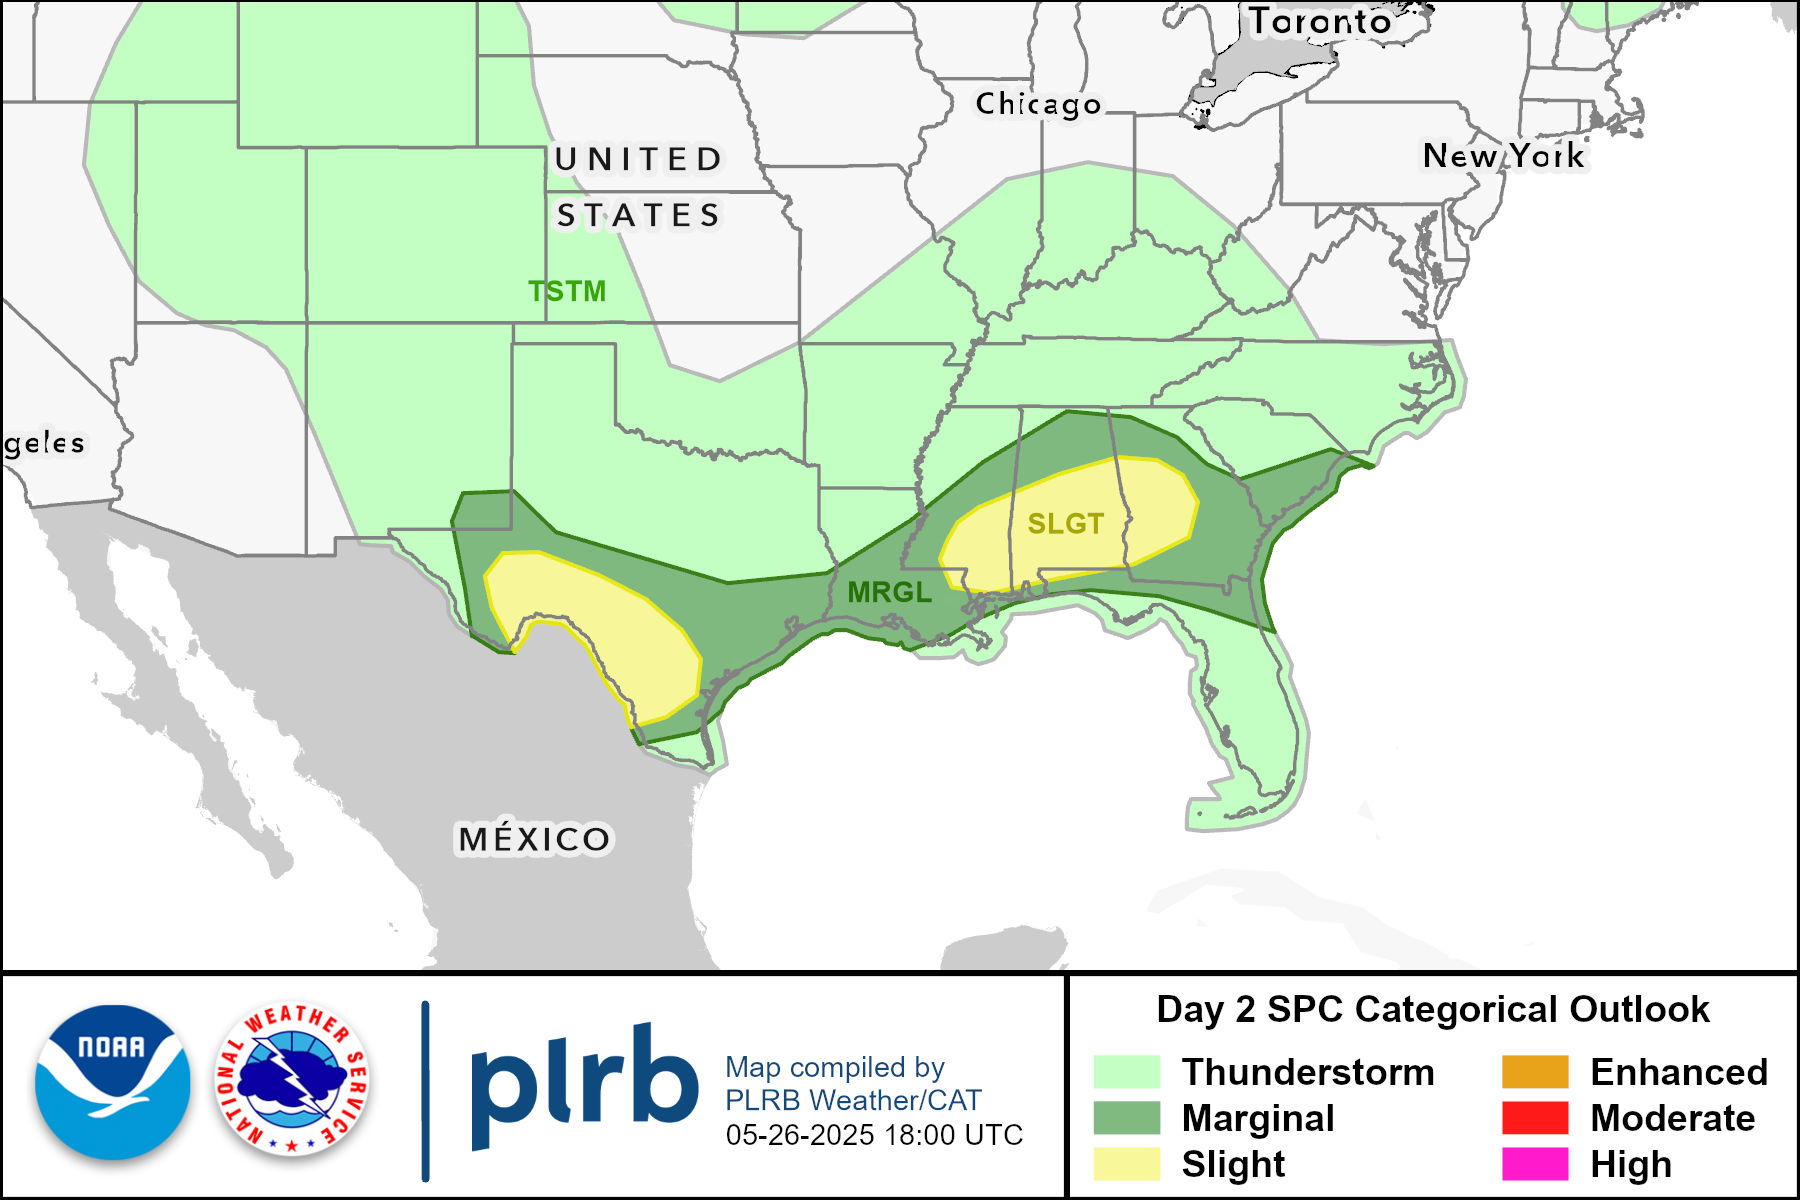 Toronto
Chicago
New York
UNITED
STATES
TSTM
geles
SLGT
MRGL
MÉXICO
NOAA
NATIONAL WEATHER SERVICE
plrb
Map compiled by
PLRB Weather/CAT
05-26-2025 18:00 UTC
Day 2 SPC Categorical Outlook
Thunderstorm
Marginal
Slight
Enhanced
Moderate
High